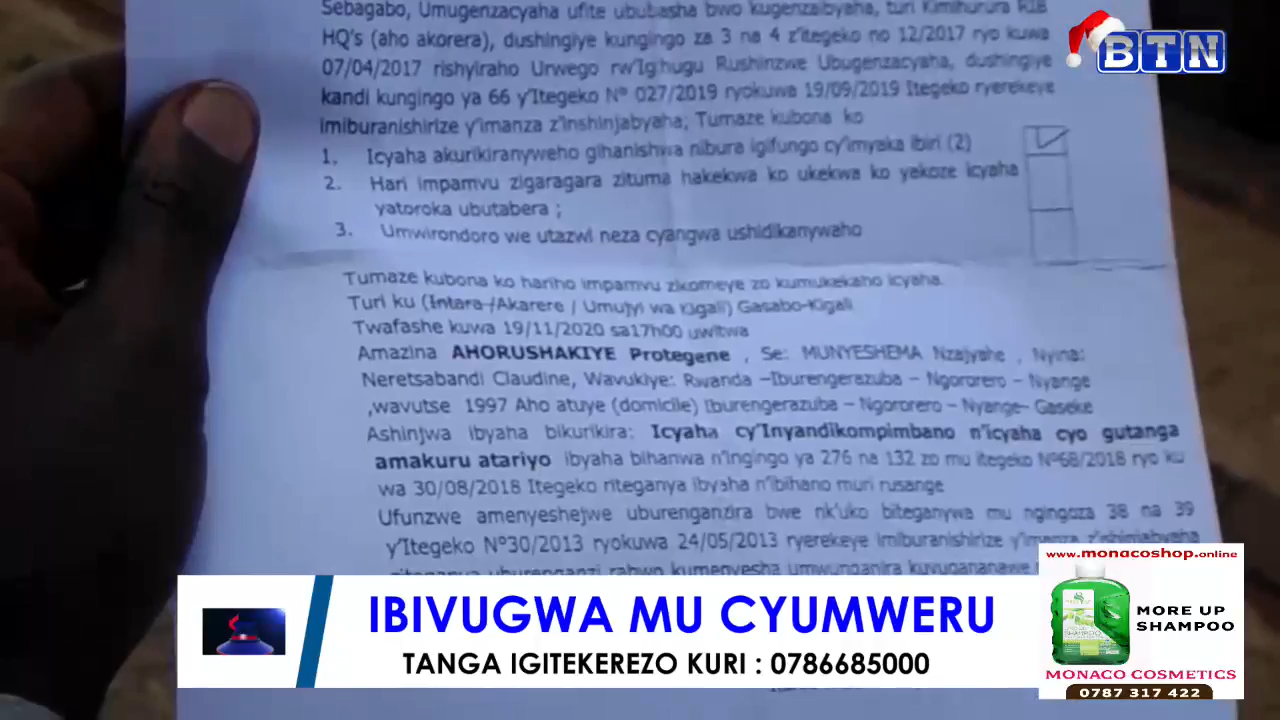 Sebagabo, Umugenzacyaha ufite ububasha bwo kugenzaibyaha, turi Kimihurura RIB
HQ's (aho akorera), dushingiye kungingo za 3 na 4 z'itegeko no 12/2017 ryo kuwa
07/04/2017 rishyiraho Urwego rw'Igihugu Rushinzwe Ubugenzacyaha, dushingiye
kandi kungingo ya 66 y'Itegeko Nº 027/2019 ryokuwa 19/09/2019 Itegeko ryerekeye
imiburanishirize y'imanza z'inshinjabyaha; Tumaze kubona ko
1. Icyaha akurikiranyweho gihanishwa nibura igifungo cy'imyaka ibiri (2)
2. Hari impamvu zigaragara zituma hakekwa ko ukekwa ko yakoze icyaha
yatoroka ubutabera ;
3. Umwirondoro we utazwi neza cyangwa ushidikanywaho
Tumaze kubona ko hariho impamvu zikomeye zo kumukekaho icyaha.
Turi ku (Intara /Akarere / Umujyi wa Kigali) Gasabo-Kigali
Twafashe kuwa 19/11/2020 sa17h00 uwitwa
Amazina AHORUSHAKIYE Protegene , Se: MUNYESHEMA Nzajyahe , Nyina:
Neretsabandi Claudine, Wavukiye: Rwanda –Iburengerazuba – Ngororero – Nyange
,wavutse 1997 Aho atuye (domicile) Iburengerazuba – Ngororero – Nyange- Gaseke
Ashinjwa ibyaha bikurikira: Icyaha cy'Inyandikompimbano n'icyaha cyo gutanga
amakuru atariyo ibyaha bihanwa n'ingingo ya 276 na 132 zo mu itegeko Nº68/2018 ryo ku
wa 30/08/2018 Itegeko riteganya ibyaha n'ibihano muri rusange
Ufunzwe amenyeshejwe uburenganzira bwe nk'uko biteganywa mu ngingoza 38 na 39
y'Itegeko Nº30/2013 ryokuwa 24/05/2013 ryerekeye imiburanishirize y'imanza z'ishinjabyaha
kumenyesha umwunganira
BTN
IBIVUGWA MU CYUMWERU
TANGA IGITEKEREZO KURI : 0786685000
www.monacoshop.online
MORE UP
SHAMPOO
MONACO COSMETICS
0787 317 422